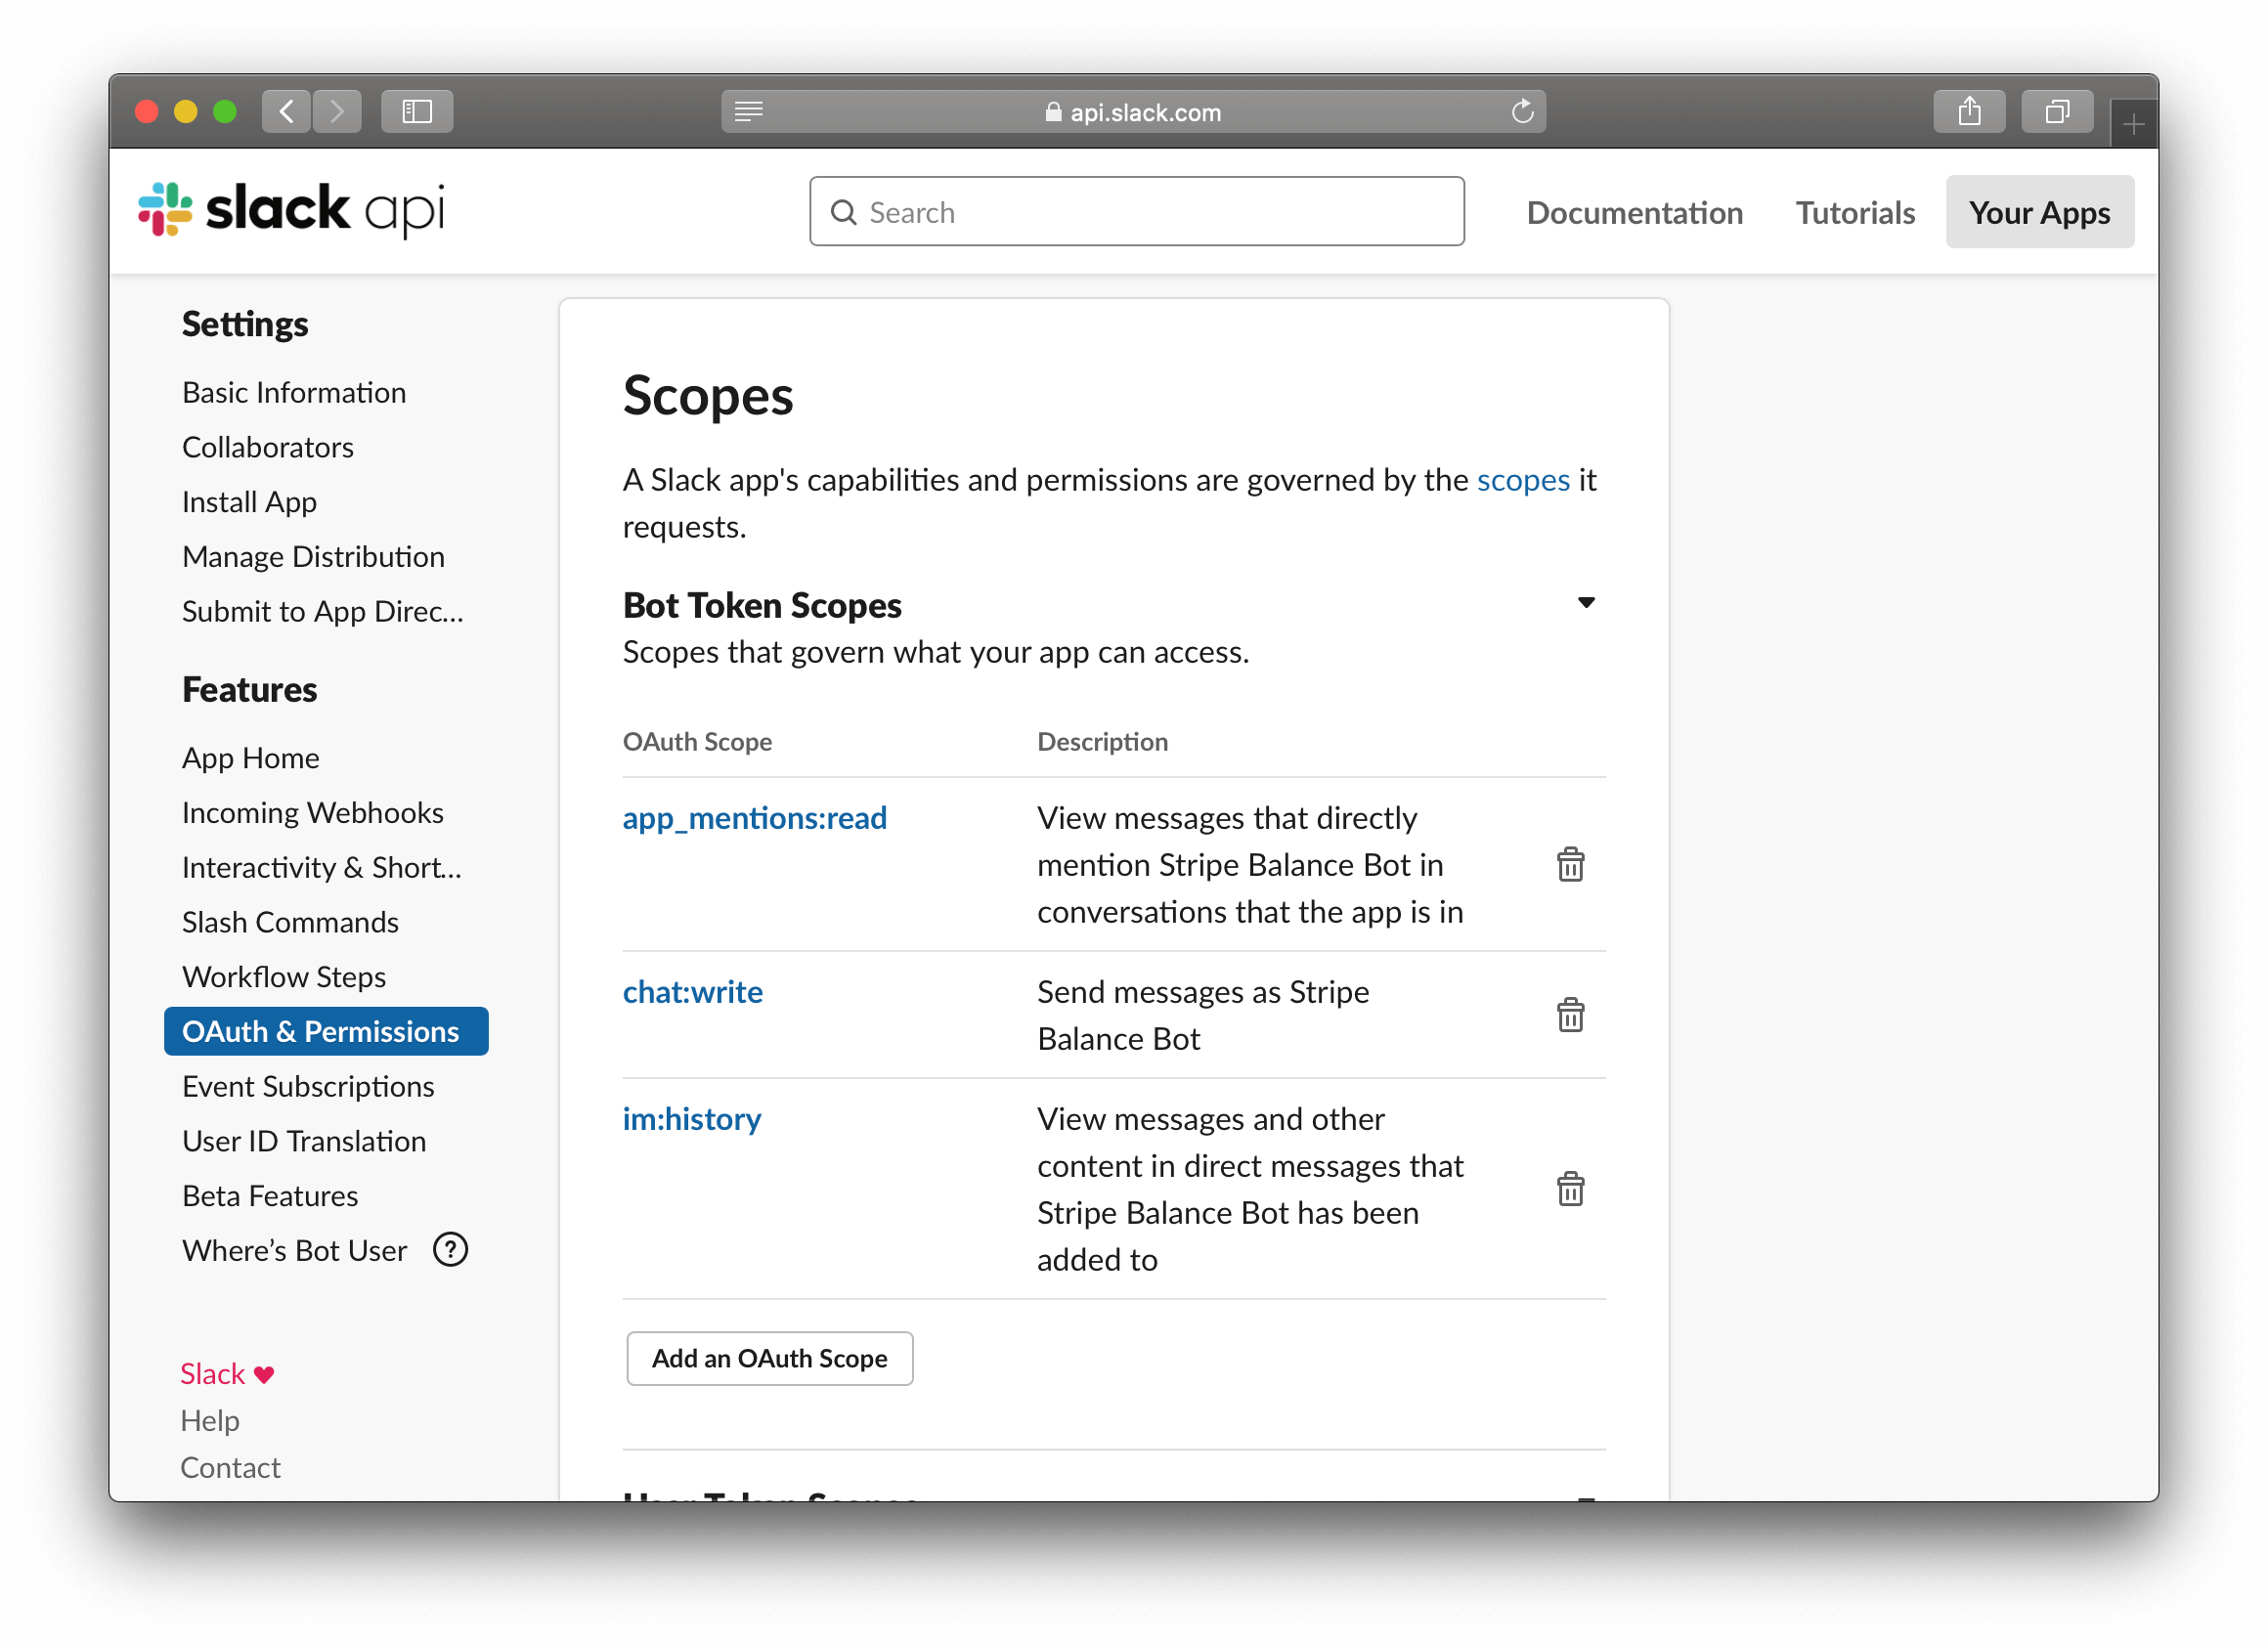 api.slack.com
slack api
Search
Documentation
Tutorials
Your Apps
Settings
Basic Information
Collaborators
Install App
Manage Distribution
Submit to App Direc...
Features
App Home
Incoming Webhooks
Interactivity & Short...
Slash Commands
Workflow Steps
OAuth & Permissions
Event Subscriptions
User ID Translation
Beta Features
Where’s Bot User ?
Slack ♥
Help
Contact
Scopes
A Slack app's capabilities and permissions are governed by the scopes it
requests.
Bot Token Scopes
Scopes that govern what your app can access.
OAuth Scope
Description
app_mentions:read
View messages that directly
mention Stripe Balance Bot in
conversations that the app is in
chat:write
Send messages as Stripe
Balance Bot
im:history
View messages and other
content in direct messages that
Stripe Balance Bot has been
added to
Add an OAuth Scope
User Token Scopes